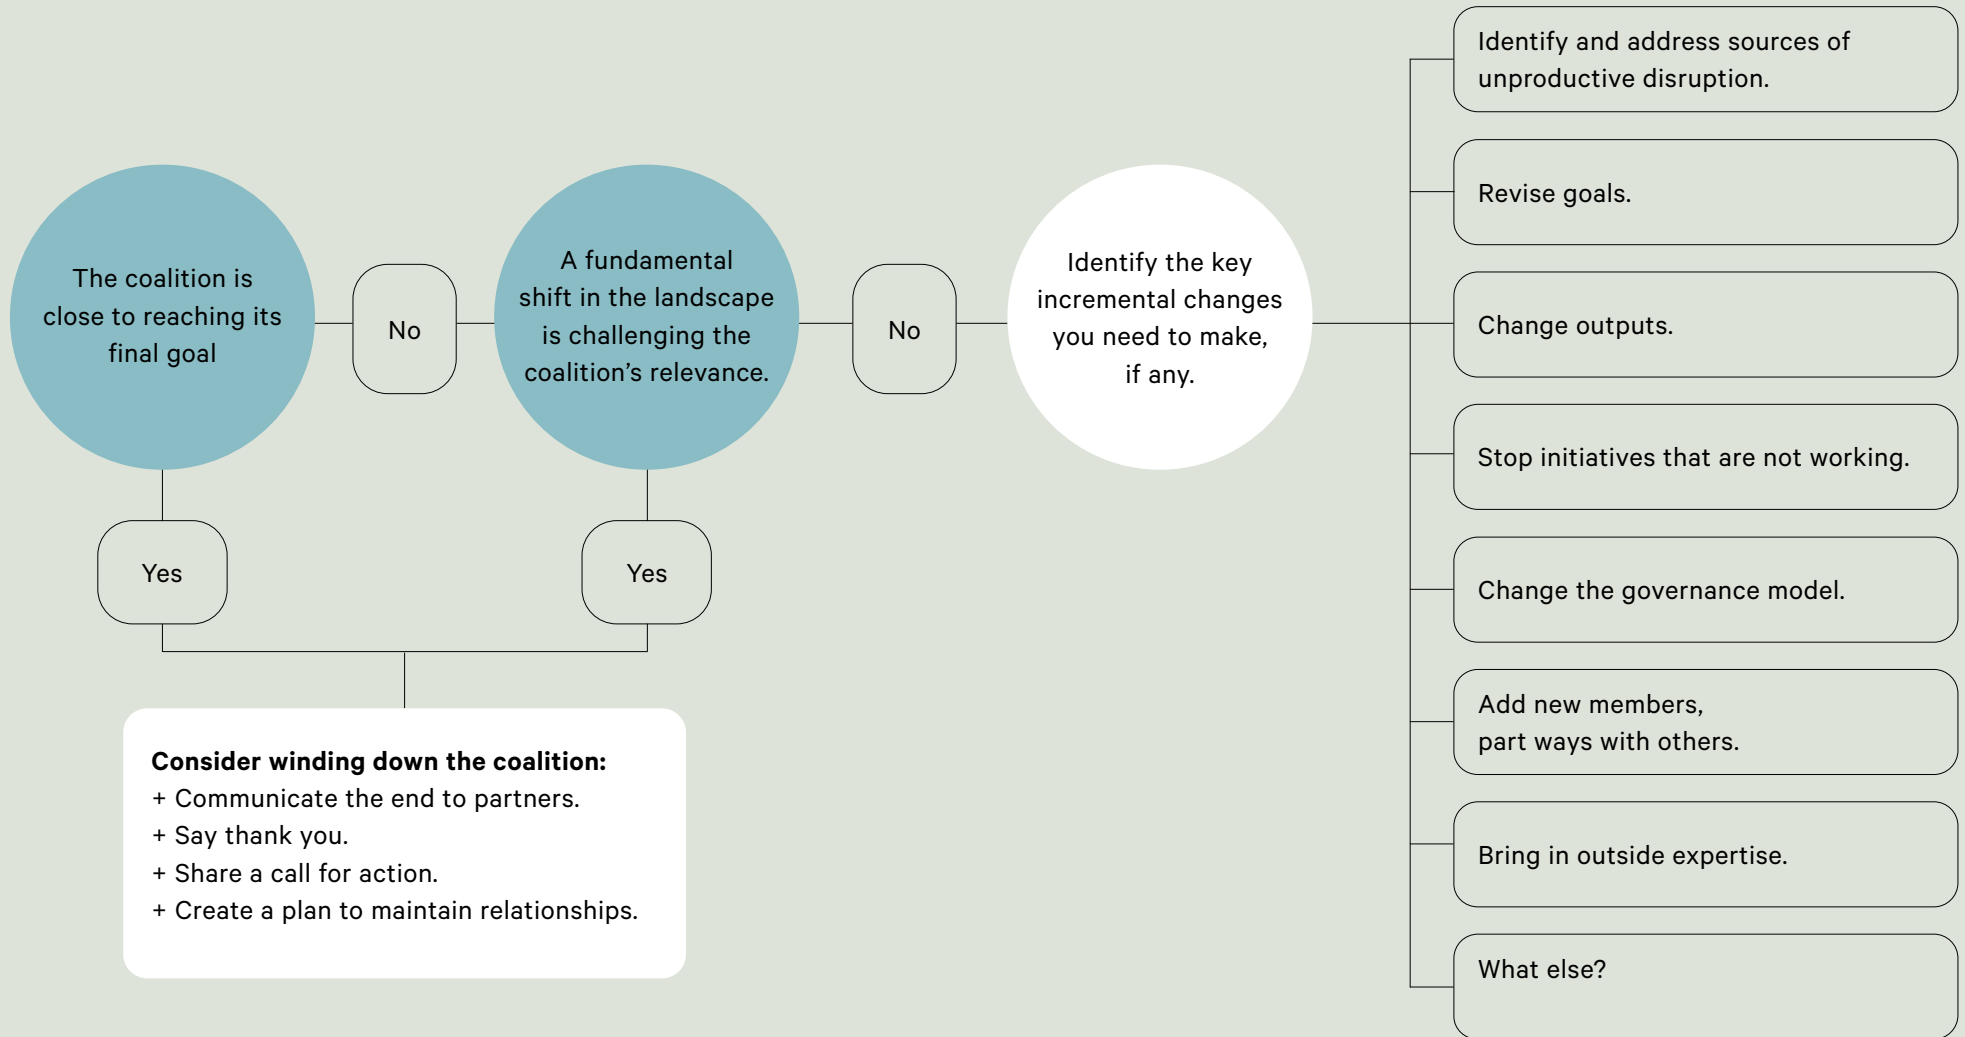 The coalition is
close to reaching its
final goal
No
A fundamental
shift in the landscape
is challenging the
coalition’s relevance.
No
Identify the key
incremental changes
you need to make,
if any.
Yes
Yes
Consider winding down the coalition:
+ Communicate the end to partners.
+ Say thank you.
+ Share a call for action.
+ Create a plan to maintain relationships.
Identify and address sources of
unproductive disruption.
Revise goals.
Change outputs.
Stop initiatives that are not working.
Change the governance model.
Add new members,
part ways with others.
Bring in outside expertise.
What else?